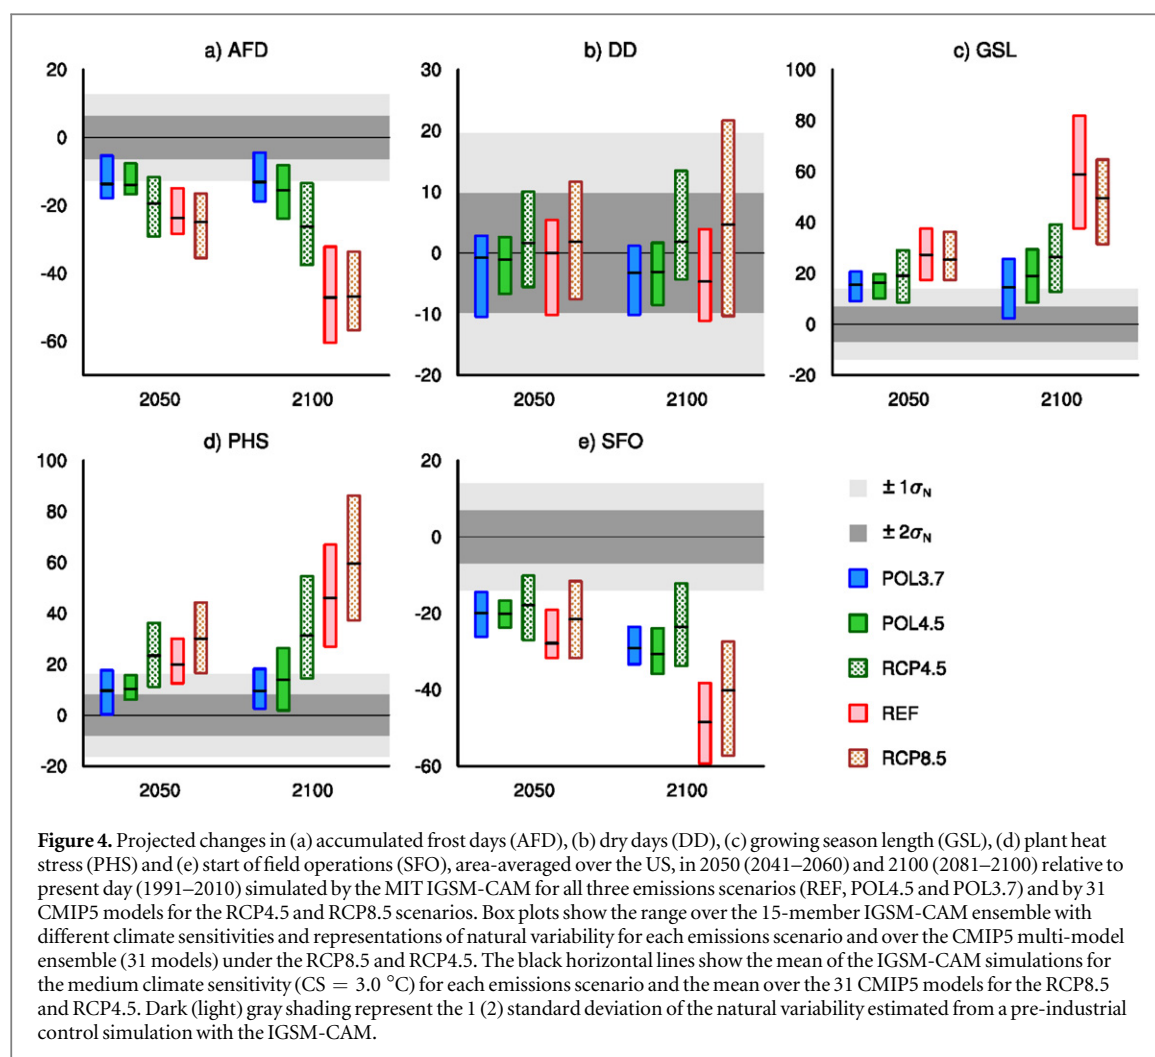 a) AFD
20
0
-20
-40
-60
2050 2100
b) DD
30
20
10
0
-10
-20
2050 2100
c) GSL
100
80
60
40
20
0
-20
2050 2100
d) PHS
100
80
60
40
20
0
-20
2050 2100
e) SFO
20
0
-20
-40
-60
2050 2100
± 1σN
± 2σN
POL3.7
POL4.5
RCP4.5
REF
RCP8.5
Figure 4. Projected changes in (a) accumulated frost days (AFD), (b) dry days (DD), (c) growing season length (GSL), (d) plant heat
stress (PHS) and (e) start of field operations (SFO), area-averaged over the US, in 2050 (2041–2060) and 2100 (2081–2100) relative to
present day (1991–2010) simulated by the MIT IGSM-CAM for all three emissions scenarios (REF, POL4.5 and POL3.7) and by 31
CMIP5 models for the RCP4.5 and RCP8.5 scenarios. Box plots show the range over the 15-member IGSM-CAM ensemble with
different climate sensitivities and representations of natural variability for each emissions scenario and over the CMIP5 multi-model
ensemble (31 models) under the RCP8.5 and RCP4.5. The black horizontal lines show the mean of the IGSM-CAM simulations for
the medium climate sensitivity (CS = 3.0 °C) for each emissions scenario and the mean over the 31 CMIP5 models for the RCP8.5
and RCP4.5. Dark (light) gray shading represent the 1 (2) standard deviation of the natural variability estimated from a pre-industrial
control simulation with the IGSM-CAM.